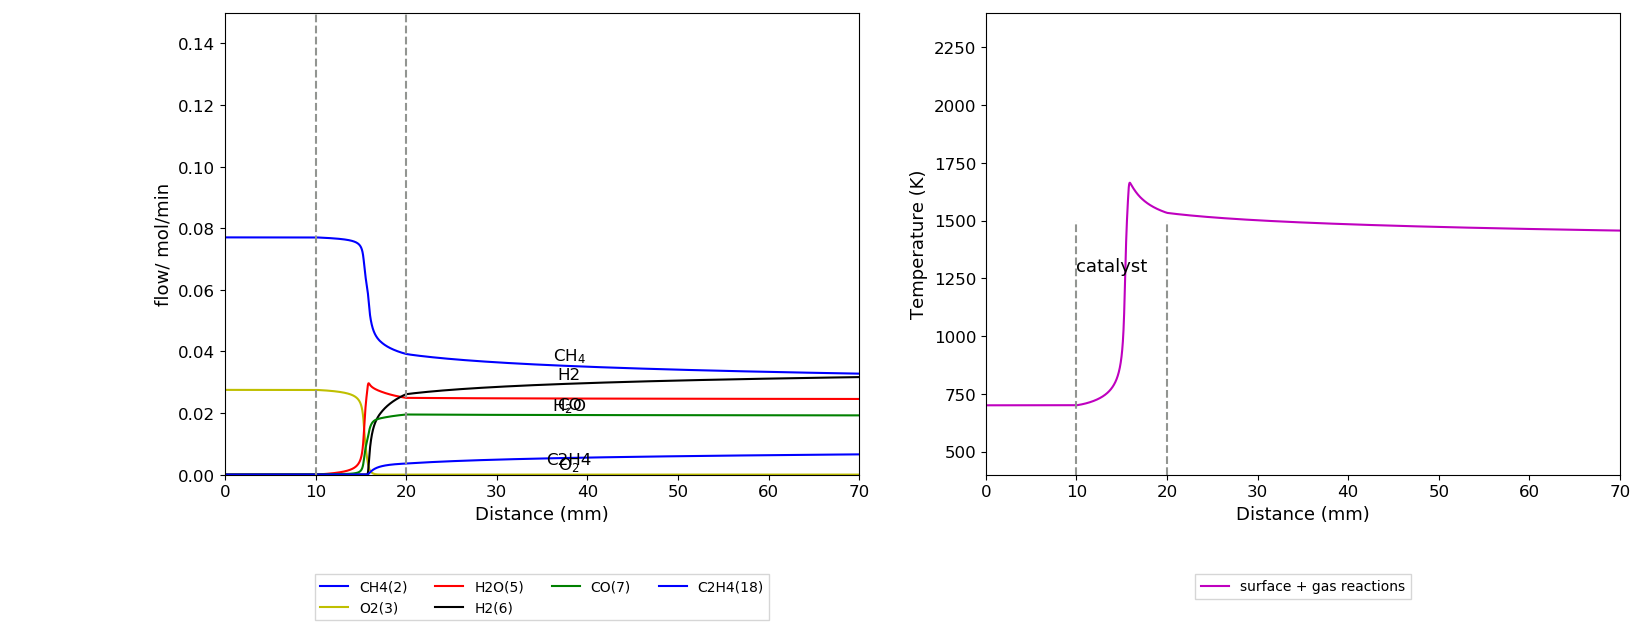 0.14
0.12
0.10
0.08
0.06
0.04
0.02
0.00
flow/ mol/min
CH₄
H2
CO
H₂O
C2H4
O₂
0 10 20 30 40 50 60 70
Distance (mm)
CH4(2) H2O(5) CO(7) C2H4(18)
O2(3) H2(6)
2250
2000
1750
1500
1250
1000
750
500
Temperature (K)
catalyst
0 10 20 30 40 50 60 70
Distance (mm)
surface + gas reactions